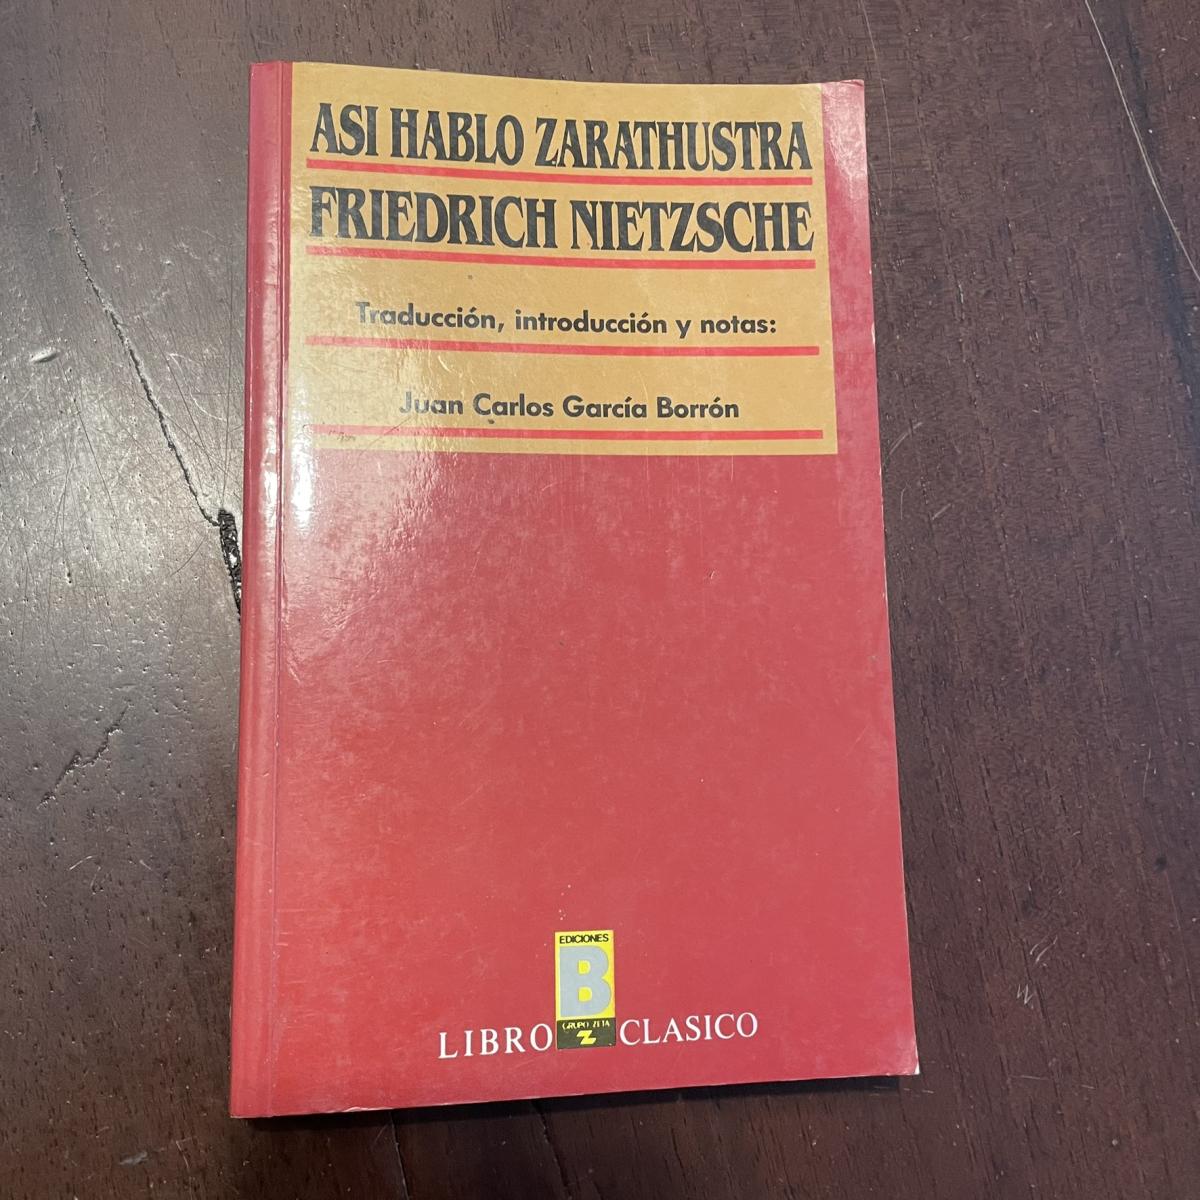 ASI HABLO ZARATHUSTRA
FRIEDRICH NIETZSCHE
Traducción, introducción y notas:
Juan Carlos García Borrón
EDICIONES
B
GRUPO ZETA
Z
LIBRO CLASICO